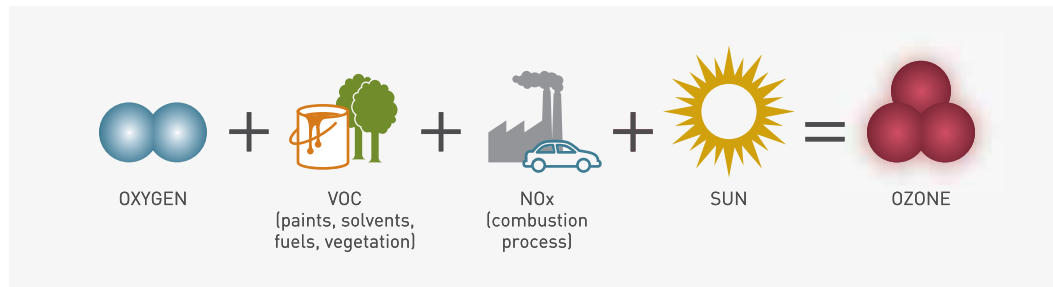 OXYGEN
VOC
(paints, solvents,
fuels, vegetation)
NOx
(combustion
process)
SUN
OZONE